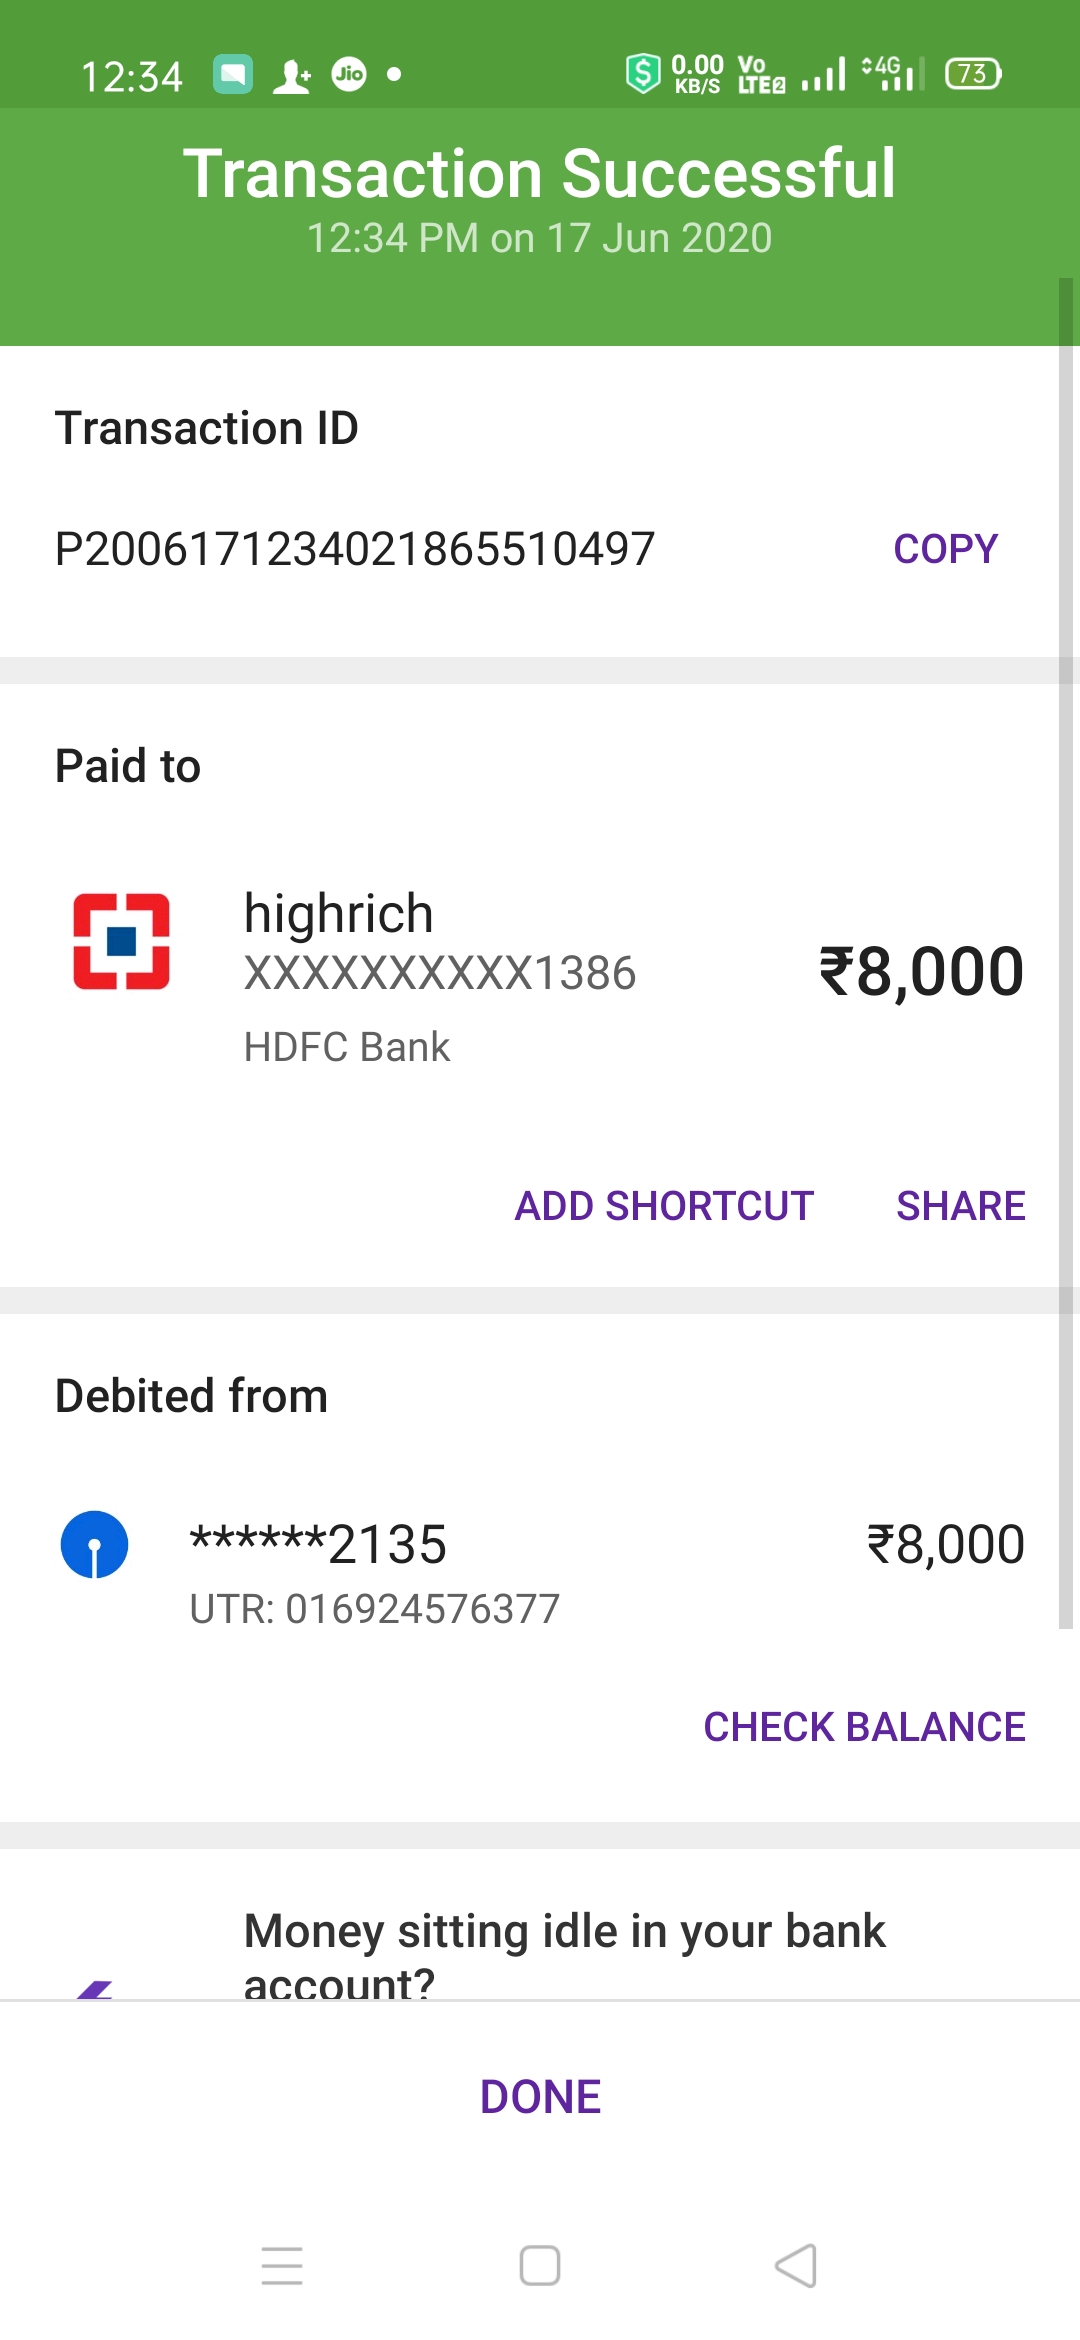 12:34 Jio $ 0.00 KB/S Vo LTE2 4G 73
Transaction Successful
12:34 PM on 17 Jun 2020
Transaction ID
P2006171234021865510497 COPY
Paid to
highrich
XXXXXXXXXX1386 ₹8,000
HDFC Bank
ADD SHORTCUT SHARE
Debited from
******2135 ₹8,000
UTR: 016924576377
CHECK BALANCE
Money sitting idle in your bank
account?
DONE